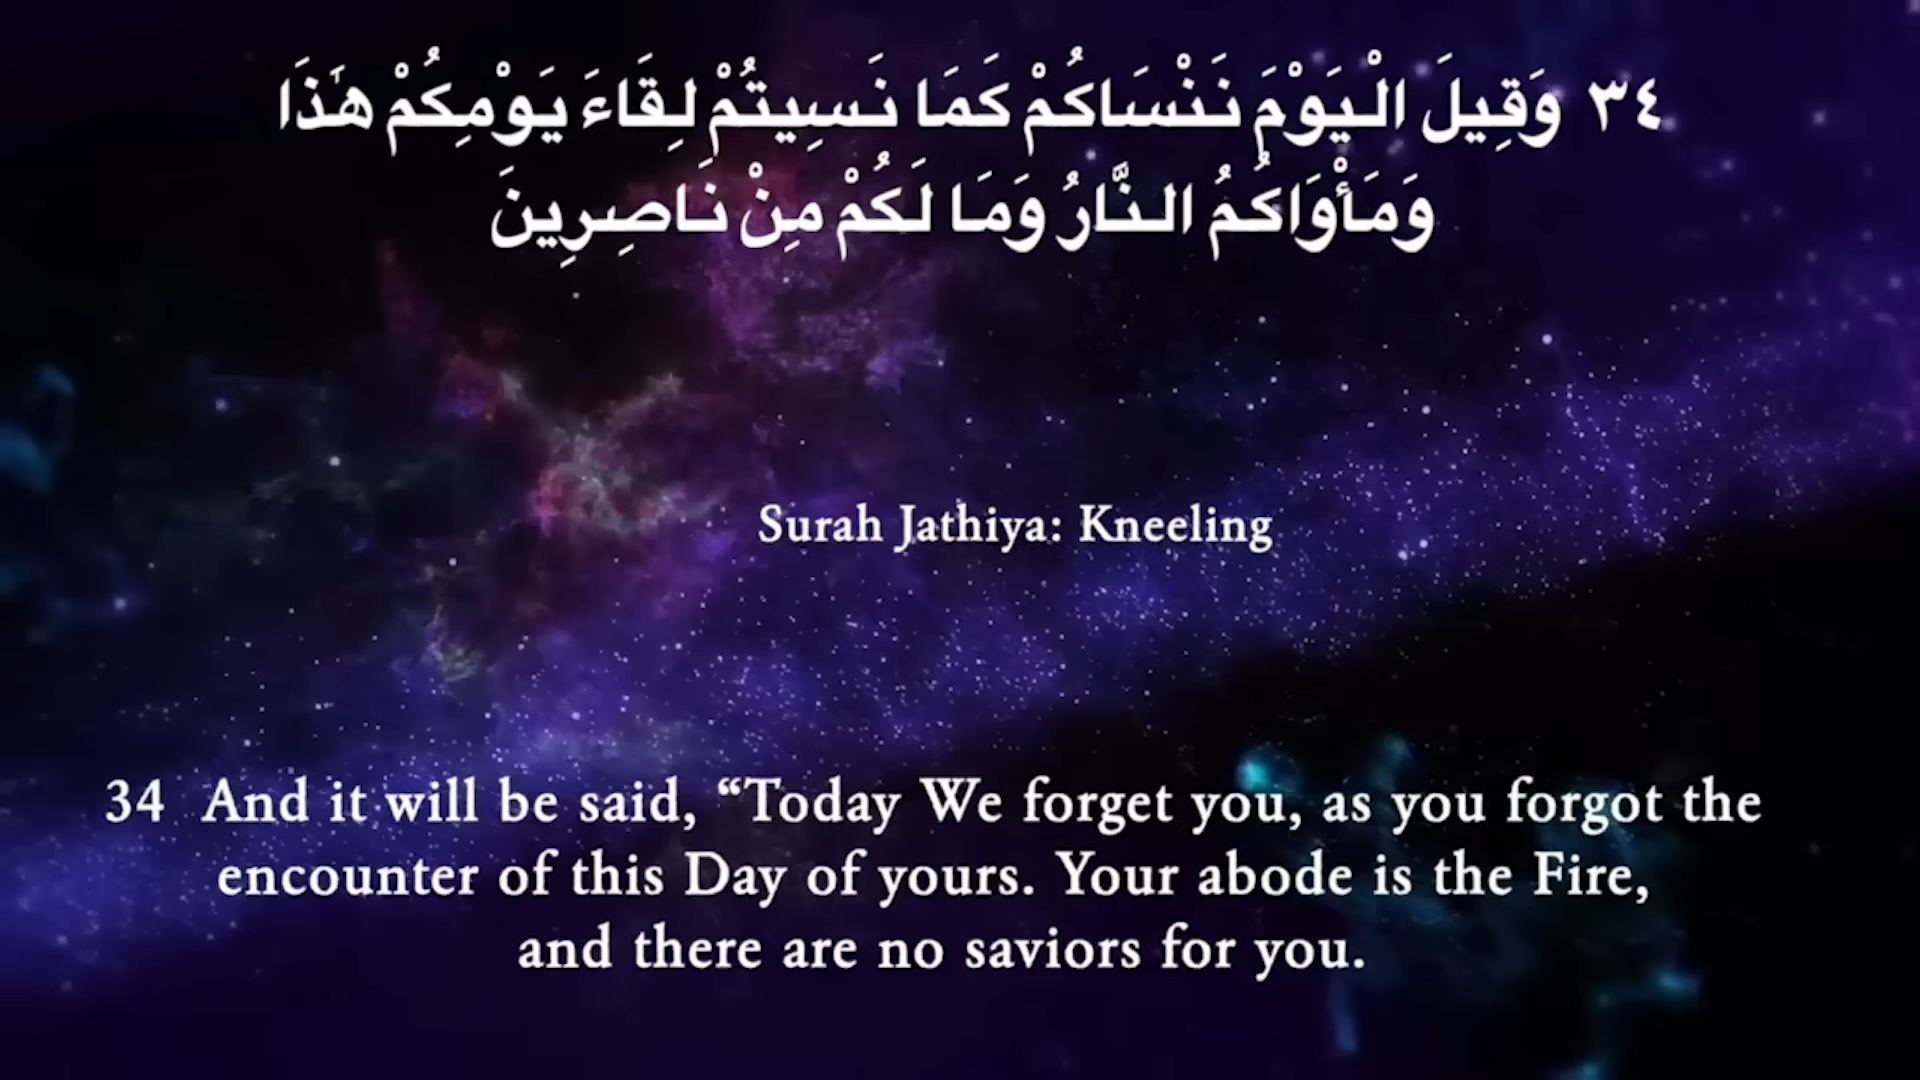 ٣٤ وَقِيلَ الْيَوْمَ نَنْسَاكُمْ كَمَا نَسِيتُمْ لِقَاءَ يَوْمِكُمْ هَٰذَا
وَمَأْوَاكُمُ النَّارُ وَمَا لَكُمْ مِنْ نَاصِرِينَ
Surah Jathiya: Kneeling
34 And it will be said, “Today We forget you, as you forgot the
encounter of this Day of yours. Your abode is the Fire,
and there are no saviors for you.